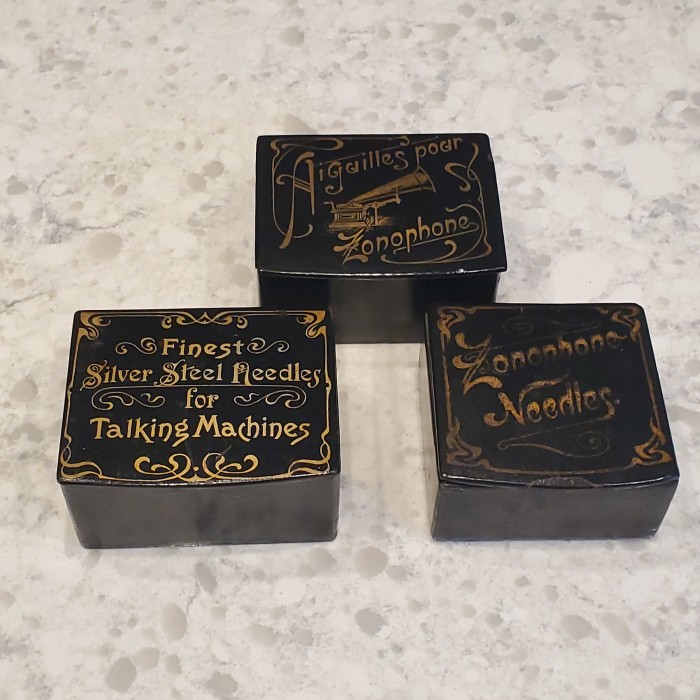 Aiguilles pour
Zonophone
Finest
Silver Steel Needles
for
Talking Machines
Zonophone
Needles.